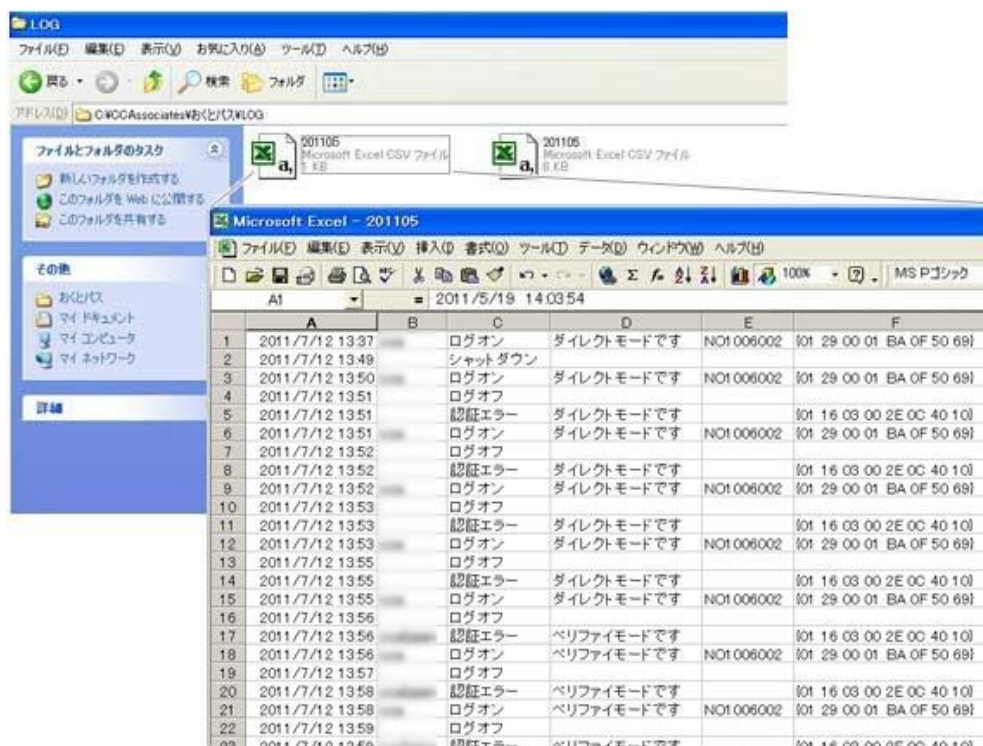 LOG
ファイル(F) 編集(E) 表示(V) お気に入り(A) ツール(T) ヘルプ(H)
戻る 検索 フォルダ
アドレス(D) C:¥CCAssociates¥おくとパス¥LOG
ファイルとフォルダのタスク
新しいフォルダを作成する
このフォルダを Web に公開する
このフォルダを共有する
その他
おくとパス
マイ ドキュメント
マイ コンピュータ
マイ ネットワーク
詳細
201105
Microsoft Excel CSV ファイル
1 KB
201105
Microsoft Excel CSV ファイル
6 KB
Microsoft Excel - 201105
ファイル(F) 編集(E) 表示(V) 挿入(I) 書式(O) ツール(T) データ(D) ウィンドウ(W) ヘルプ(H)
100% MS Pゴシック
A1 = 2011/5/19 14:03:54
A B C D E F
1 2011/7/12 13:37 ログオン ダイレクトモードです NO1006002 {01 29 00 01 BA 0F 50 69}
2 2011/7/12 13:49 シャットダウン
3 2011/7/12 13:50 ログオン ダイレクトモードです NO1006002 {01 29 00 01 BA 0F 50 69}
4 2011/7/12 13:51 ログオフ
5 2011/7/12 13:51 認証エラー ダイレクトモードです {01 16 03 00 2E 0C 40 10}
6 2011/7/12 13:51 ログオン ダイレクトモードです NO1006002 {01 29 00 01 BA 0F 50 69}
7 2011/7/12 13:52 ログオフ
8 2011/7/12 13:52 認証エラー ダイレクトモードです {01 16 03 00 2E 0C 40 10}
9 2011/7/12 13:52 ログオン ダイレクトモードです NO1006002 {01 29 00 01 BA 0F 50 69}
10 2011/7/12 13:53 ログオフ
11 2011/7/12 13:53 認証エラー ダイレクトモードです {01 16 03 00 2E 0C 40 10}
12 2011/7/12 13:53 ログオン ダイレクトモードです NO1006002 {01 29 00 01 BA 0F 50 69}
13 2011/7/12 13:55 ログオフ
14 2011/7/12 13:55 認証エラー ダイレクトモードです {01 16 03 00 2E 0C 40 10}
15 2011/7/12 13:55 ログオン ダイレクトモードです NO1006002 {01 29 00 01 BA 0F 50 69}
16 2011/7/12 13:56 ログオフ
17 2011/7/12 13:56 認証エラー ベリファイモードです {01 16 03 00 2E 0C 40 10}
18 2011/7/12 13:56 ログオン ベリファイモードです NO1006002 {01 29 00 01 BA 0F 50 69}
19 2011/7/12 13:57 ログオフ
20 2011/7/12 13:58 認証エラー ベリファイモードです {01 16 03 00 2E 0C 40 10}
21 2011/7/12 13:58 ログオン ベリファイモードです NO1006002 {01 29 00 01 BA 0F 50 69}
22 2011/7/12 13:59 ログオフ